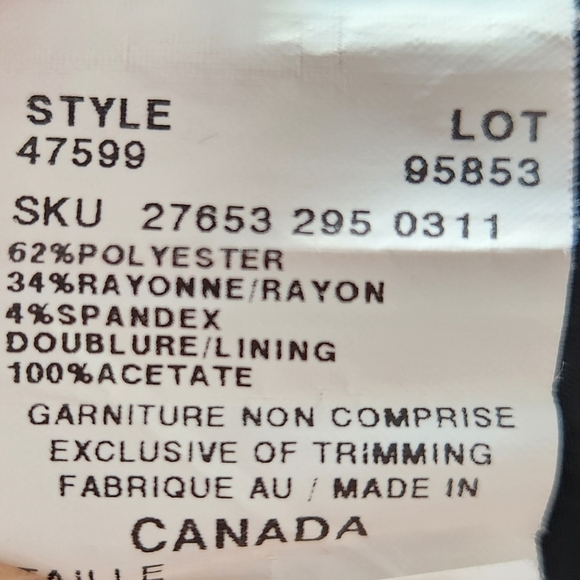 STYLE LOT
47599 95853
SKU 27653 295 0311
62%POLYESTER
34%RAYONNE/RAYON
4%SPANDEX
DOUBLURE/LINING
100%ACETATE
GARNITURE NON COMPRISE
EXCLUSIVE OF TRIMMING
FABRIQUE AU / MADE IN
CANADA
TAILLE